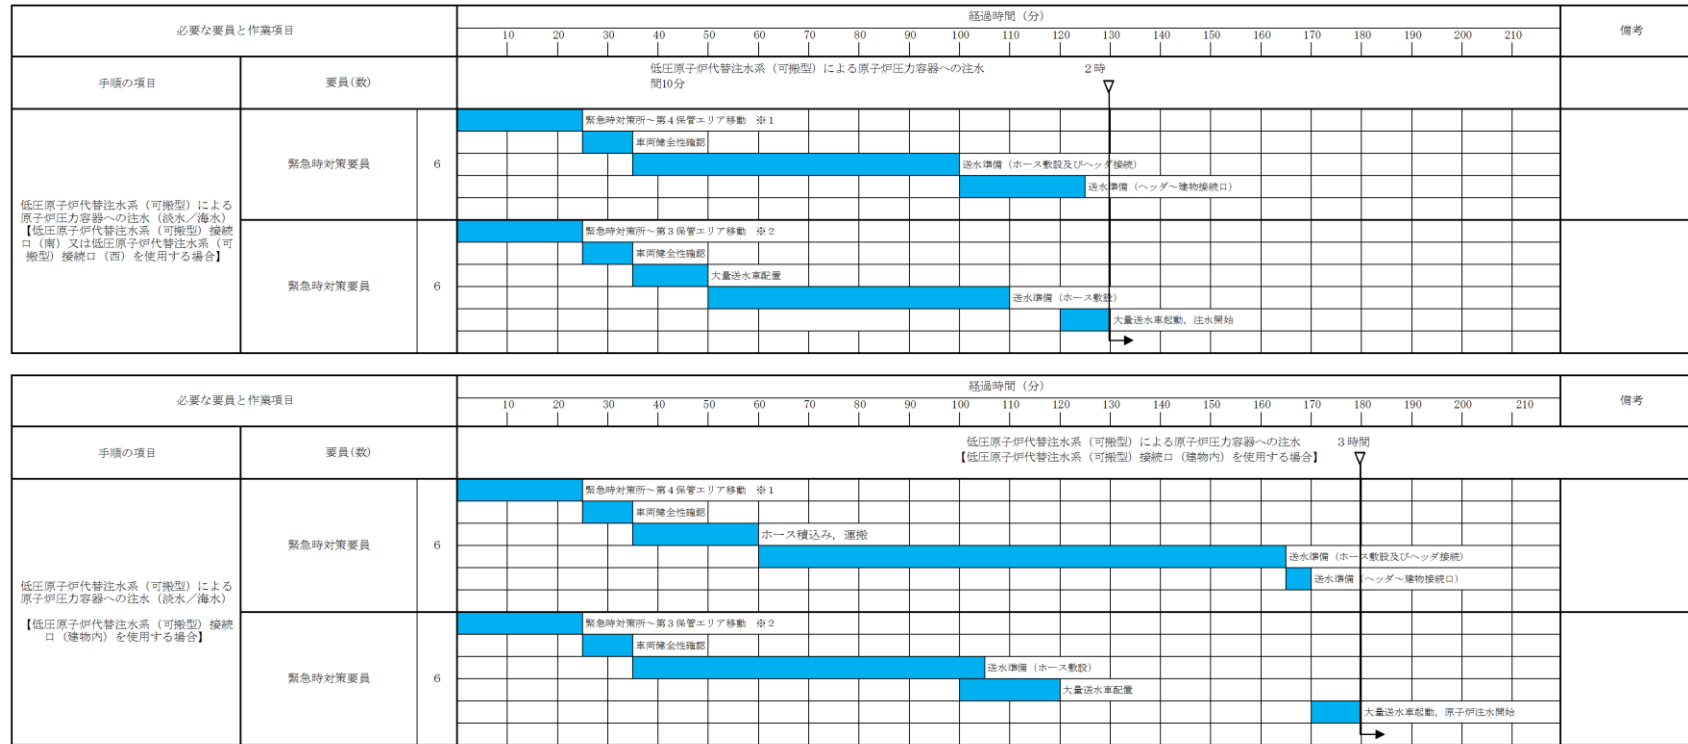 必要な要員と作業項目
経過時間（分）
備考
10 20 30 40 50 60 70 80 90 100 110 120 130 140 150 160 170 180 190 200 210
手順の項目
要員(数)
低圧原子炉代替注水系（可搬型）による原子炉圧力容器への注水 2時
間10分
低圧原子炉代替注水系（可搬型）による
原子炉圧力容器への注水（淡水／海水）
【低圧原子炉代替注水系（可搬型）接続
口（南）又は低圧原子炉代替注水系（可
搬型）接続口（西）を使用する場合】
緊急時対策要員
6
緊急時対策所～第４保管エリア移動 ※１
車両健全性確認
送水準備（ホース敷設及びヘッダ接続）
送水準備（ヘッダ～建物接続口）
緊急時対策要員
6
緊急時対策所～第３保管エリア移動 ※２
車両健全性確認
大量送水車配置
送水準備（ホース敷設）
大量送水車起動，注水開始
必要な要員と作業項目
経過時間（分）
備考
10 20 30 40 50 60 70 80 90 100 110 120 130 140 150 160 170 180 190 200 210
手順の項目
要員(数)
低圧原子炉代替注水系（可搬型）による原子炉圧力容器への注水 3時間
【低圧原子炉代替注水系（可搬型）接続口（建物内）を使用する場合】
低圧原子炉代替注水系（可搬型）による
原子炉圧力容器への注水（淡水／海水）
【低圧原子炉代替注水系（可搬型）接続
口（建物内）を使用する場合】
緊急時対策要員
6
緊急時対策所～第４保管エリア移動 ※１
車両健全性確認
ホース積込み，運搬
送水準備（ホース敷設及びヘッダ接続）
送水準備（ヘッダ～建物接続口）
緊急時対策要員
6
緊急時対策所～第３保管エリア移動 ※２
車両健全性確認
送水準備（ホース敷設）
大量送水車配置
大量送水車起動，原子炉注水開始